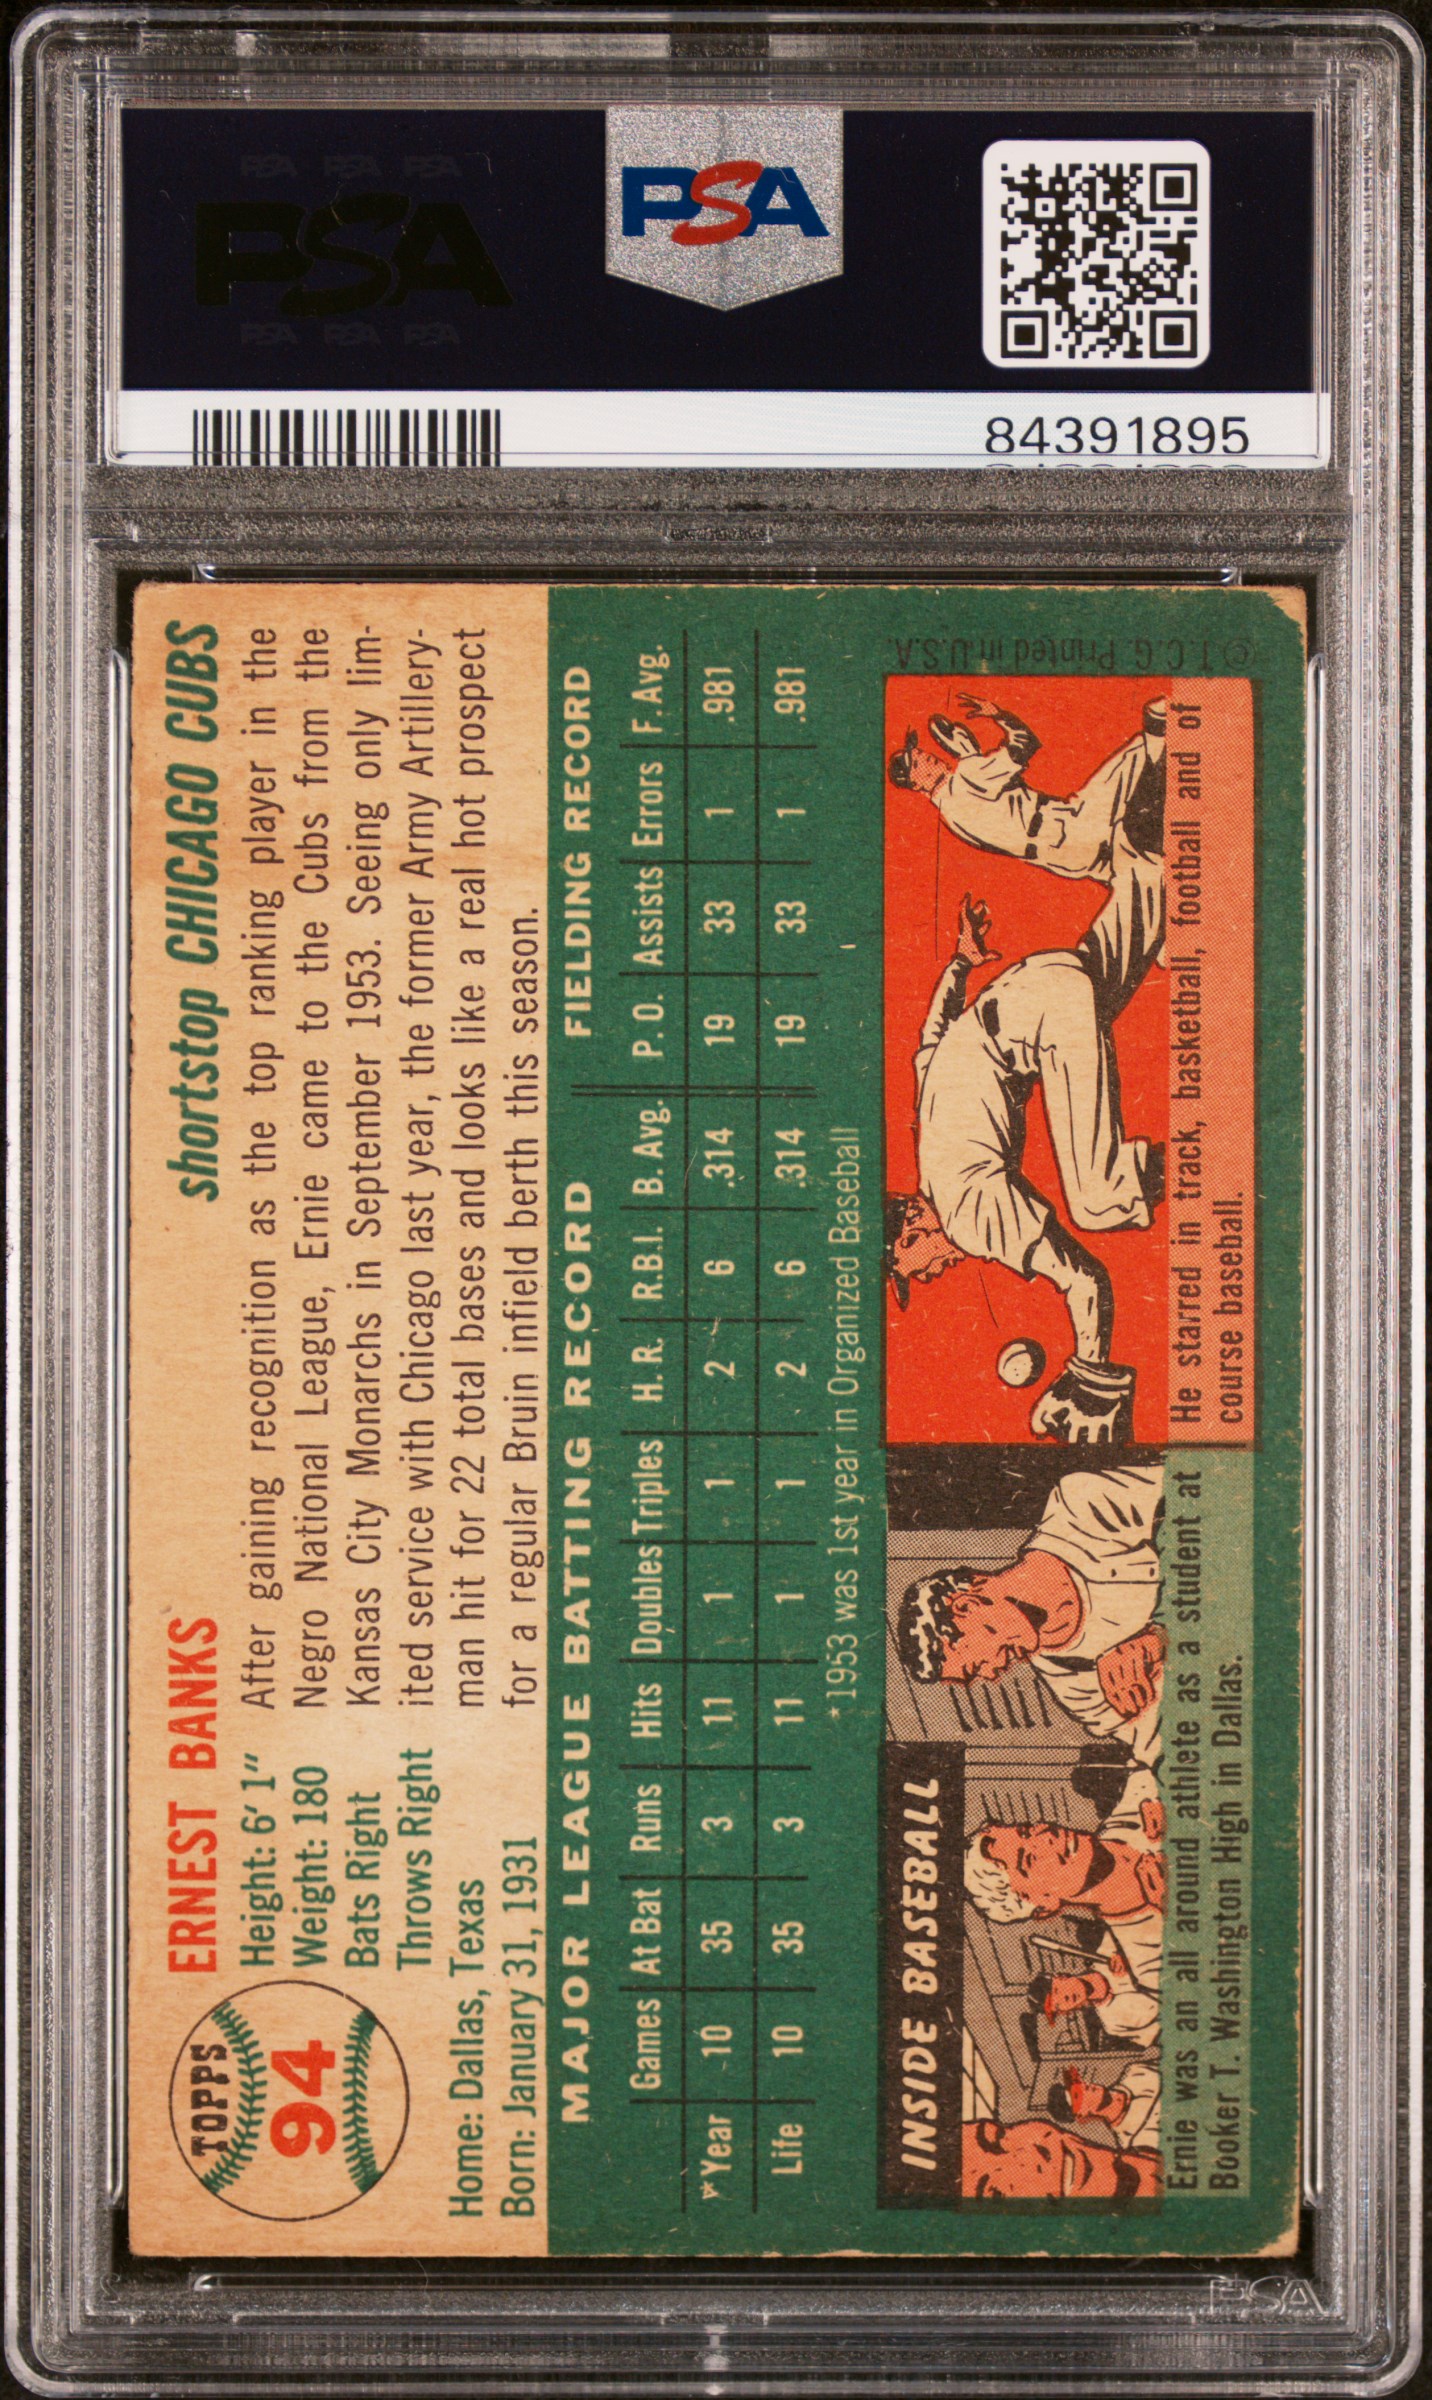 PSA PSA PSA
PSA
PSA PSA PSA
PSA
84391895
TOPPS
94
ERNEST BANKS
shortstop CHICAGO CUBS
Height: 6' 1"
Weight: 180
Bats Right
Throws Right
Home: Dallas, Texas
Born: January 31, 1931
After gaining recognition as the top ranking player in the
Negro National League, Ernie came to the Cubs from the
Kansas City Monarchs in September 1953. Seeing only lim-
ited service with Chicago last year, the former Army Artillery-
man hit for 22 total bases and looks like a real hot prospect
for a regular Bruin infield berth this season.
MAJOR LEAGUE BATTING RECORD FIELDING RECORD
Games At Bat Runs Hits Doubles Triples H. R. R.B.I. B. Avg. P. O. Assists Errors F. Avg.
*Year 10 35 3 11 1 1 2 6 .314 19 33 1 .981
Life 10 35 3 11 1 1 2 6 .314 19 33 1 .981
*1953 was 1st year in Organized Baseball
INSIDE BASEBALL
Ernie was an all around athlete as a student at
Booker T. Washington High in Dallas.
He starred in track, basketball, football and of
course baseball.
© T. C. G. Printed in U.S.A.
PSA